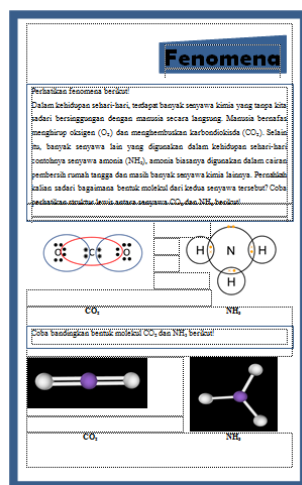 Fenomena
Perhatikan fenomena berikut!
Dalam kehidupan sehari-hari, terdapat banyak senyawa kimia yang tanpa kita
sadari bersinggungan dengan manusia secara langsung. Manusia bernafas
menghirup oksigen (O₂) dan menghembuskan karbondioksida (CO₂). Selain
itu, banyak senyawa lain yang digunakan dalam kehidupan sehari-hari
contohnya senyawa amonia (NH₃), amonia biasanya digunakan dalam cairan
pembersih rumah tangga dan masih banyak senyawa kimia lainnya. Pernahkah
kalian sadari bagaimana bentuk molekul dari kedua senyawa tersebut? Coba
perhatikan struktur lewis antara senyawa CO₂ dan NH₃ berikut!
O C O
H N H
H
CO₂ NH₃
Coba bandingkan bentuk molekul CO₂ dan NH₃ berikut!
CO₂ NH₃